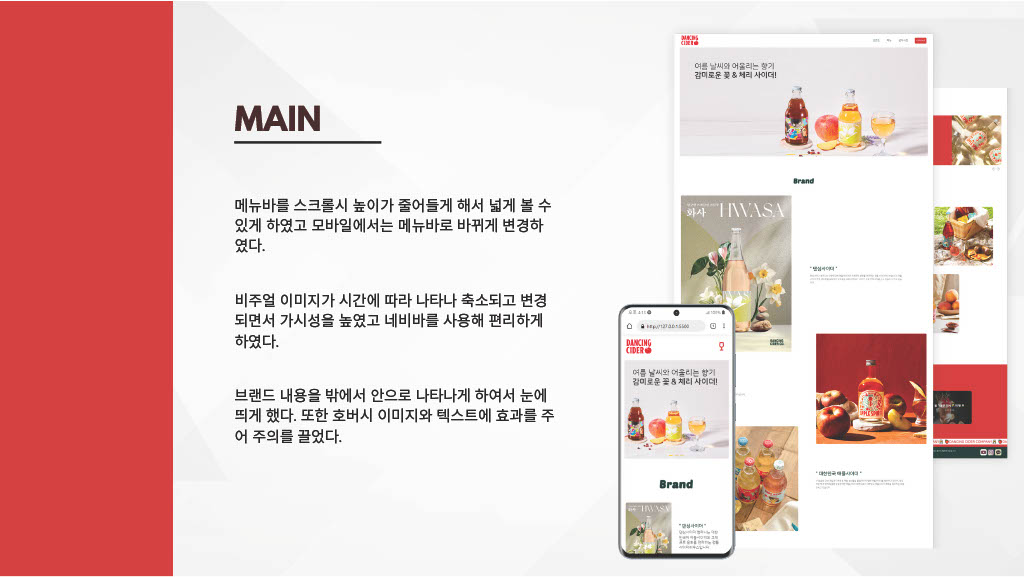 MAIN
메뉴바를 스크롤시 높이가 줄어들게 해서 넓게 볼 수
있게 하였고 모바일에서는 메뉴바로 바뀌게 변경하
였다.
비주얼 이미지가 시간에 따라 나타나 축소되고 변경
되면서 가시성을 높였고 네비바를 사용해 편리하게
하였다.
브랜드 내용을 밖에서 안으로 나타나게 하여서 눈에
띄게 했다. 또한 호버시 이미지와 텍스트에 효과를 주
어 주의를 끌었다.
DANCING
CIDER
여름 날씨와 어울리는 향기
감미로운 꽃 & 체리 사이다!
Brand
화사 HWASA
" 댄싱사이더 "
" 대한민국 애플사이더 "
DANCING CIDER COMPANY
http://127.0.0.1:5500
DANCING
CIDER
여름 날씨와 어울리는 향기
감미로운 꽃 & 체리 사이다!
Brand
HWASA
" 댄싱사이더 "